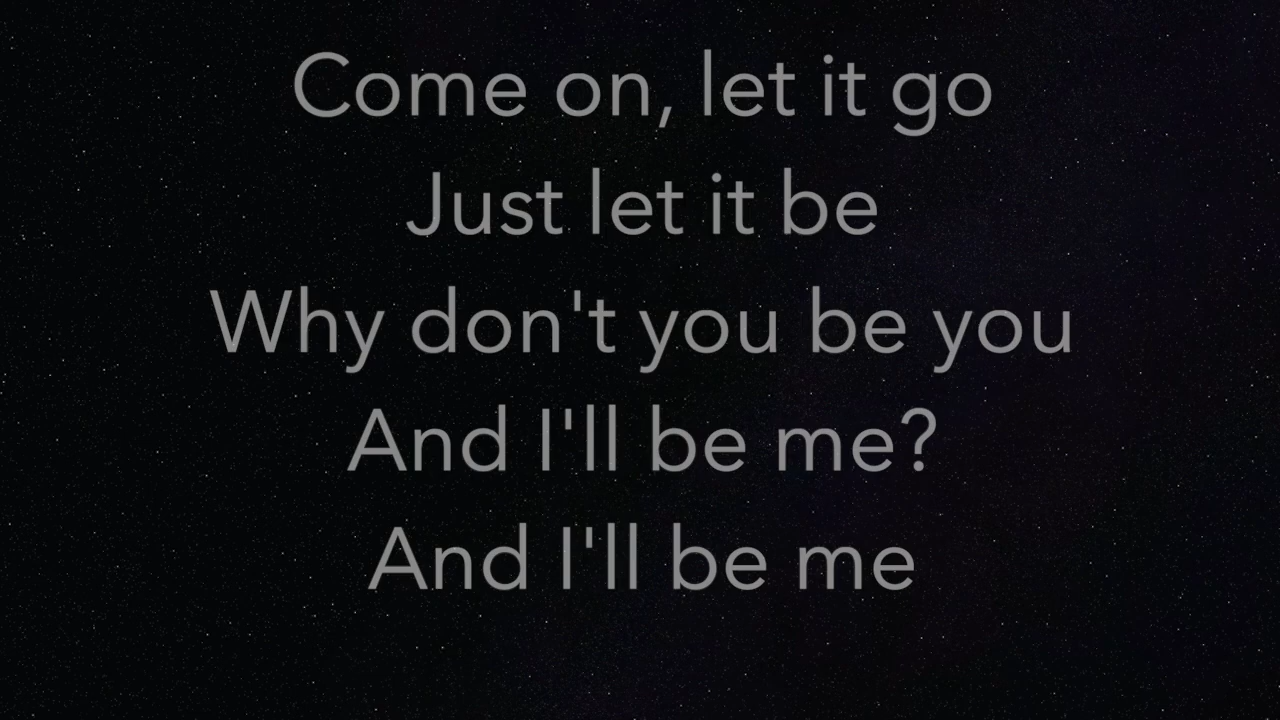 Come on, let it go
Just let it be
Why don't you be you
And I'll be me?
And I'll be me